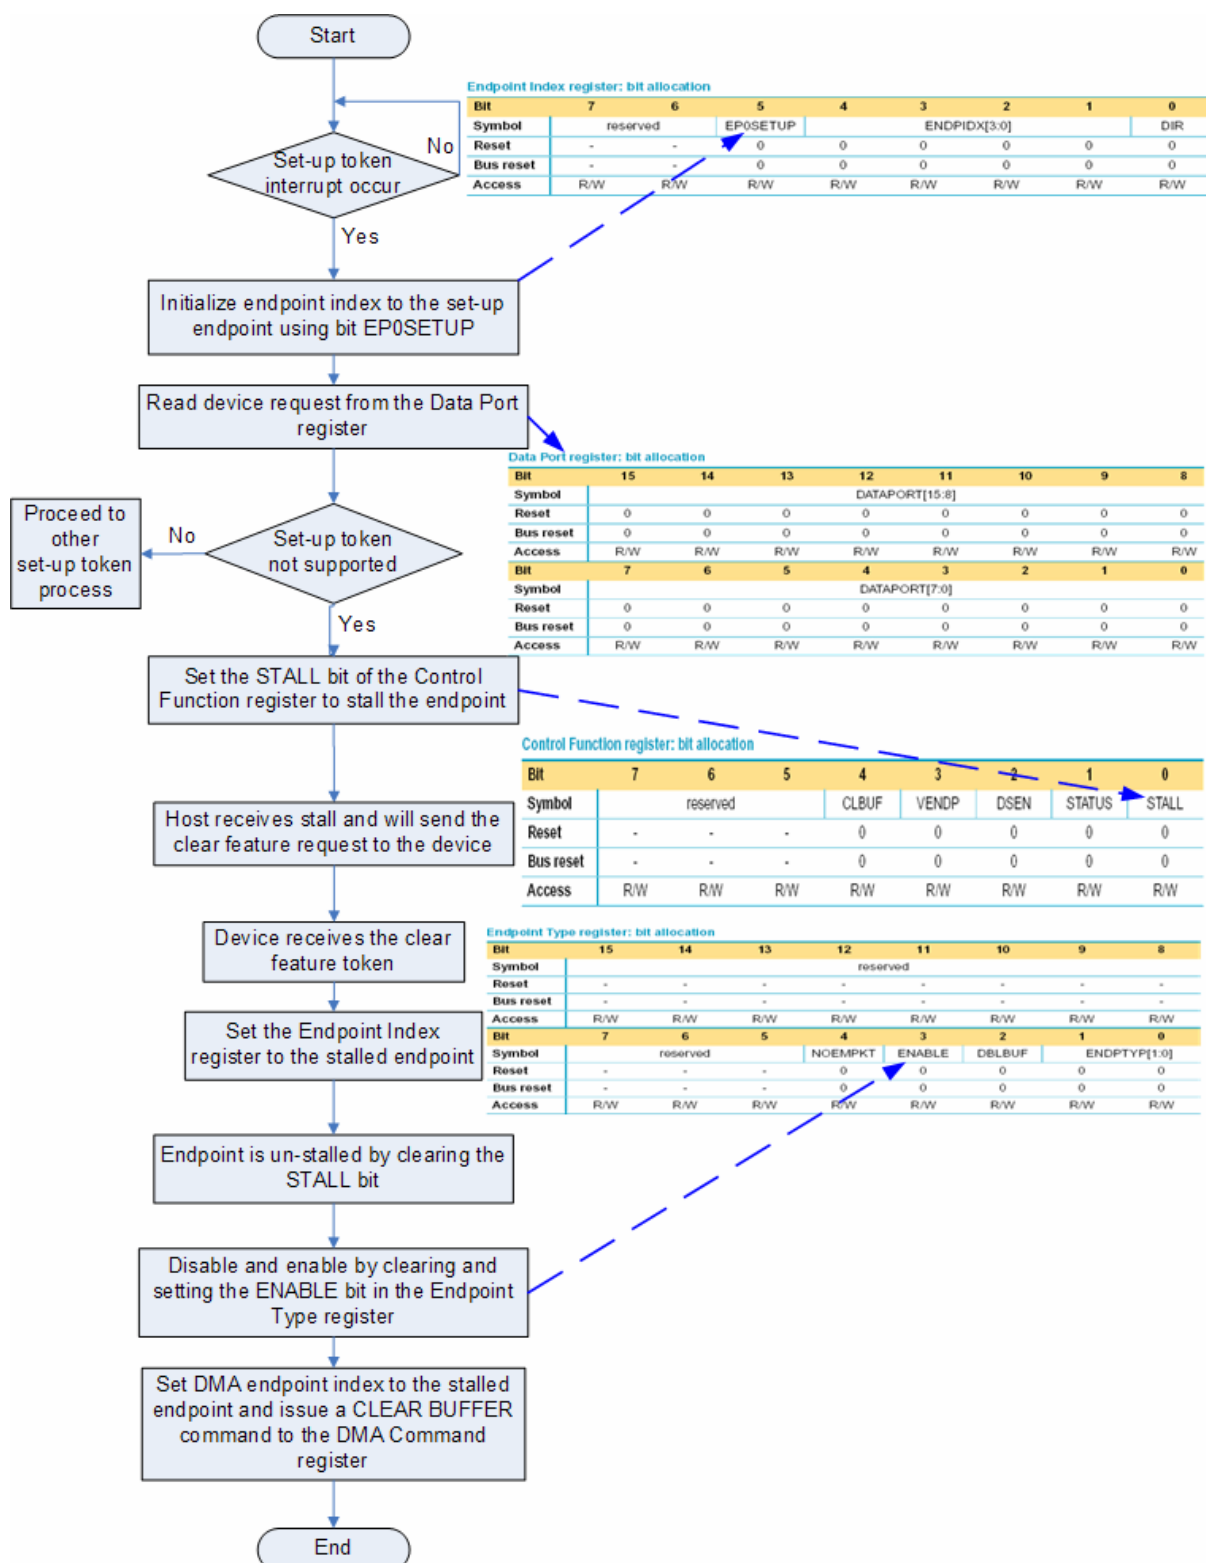 Start
Endpoint Index register: bit allocation
Bit 7 6 5 4 3 2 1 0
Symbol reserved EP0SETUP ENDPIDX[3:0] DIR
Reset - - 0 0 0 0 0 0
Bus reset - - 0 0 0 0 0 0
Access R/W R/W R/W R/W R/W R/W R/W R/W
No
Set-up token
interrupt occur
Yes
Initialize endpoint index to the set-up
endpoint using bit EP0SETUP
Read device request from the Data Port
register
Data Port register: bit allocation
Bit 15 14 13 12 11 10 9 8
Symbol DATAPORT[15:8]
Reset 0 0 0 0 0 0 0 0
Bus reset 0 0 0 0 0 0 0 0
Access R/W R/W R/W R/W R/W R/W R/W R/W
Bit 7 6 5 4 3 2 1 0
Symbol DATAPORT[7:0]
Reset 0 0 0 0 0 0 0 0
Bus reset 0 0 0 0 0 0 0 0
Access R/W R/W R/W R/W R/W R/W R/W R/W
Proceed to
other
set-up token
process
No
Set-up token
not supported
Yes
Set the STALL bit of the Control
Function register to stall the endpoint
Control Function register: bit allocation
Bit 7 6 5 4 3 2 1 0
Symbol reserved CLBUF VENDP DSEN STATUS STALL
Reset - - - 0 0 0 0 0
Bus reset - - - 0 0 0 0 0
Access R/W R/W R/W R/W R/W R/W R/W R/W
Host receives stall and will send the
clear feature request to the device
Device receives the clear
feature token
Endpoint Type register: bit allocation
Bit 15 14 13 12 11 10 9 8
Symbol reserved
Reset - - - - - - - -
Bus reset - - - - - - - -
Access R/W R/W R/W R/W R/W R/W R/W R/W
Bit 7 6 5 4 3 2 1 0
Symbol reserved NOEMPKT ENABLE DBLBUF ENDPTYP[1:0]
Reset - - - 0 0 0 0 0
Bus reset - - - 0 0 0 0 0
Access R/W R/W R/W R/W R/W R/W R/W R/W
Set the Endpoint Index
register to the stalled endpoint
Endpoint is un-stalled by clearing the
STALL bit
Disable and enable by clearing and
setting the ENABLE bit in the Endpoint
Type register
Set DMA endpoint index to the stalled
endpoint and issue a CLEAR BUFFER
command to the DMA Command
register
End